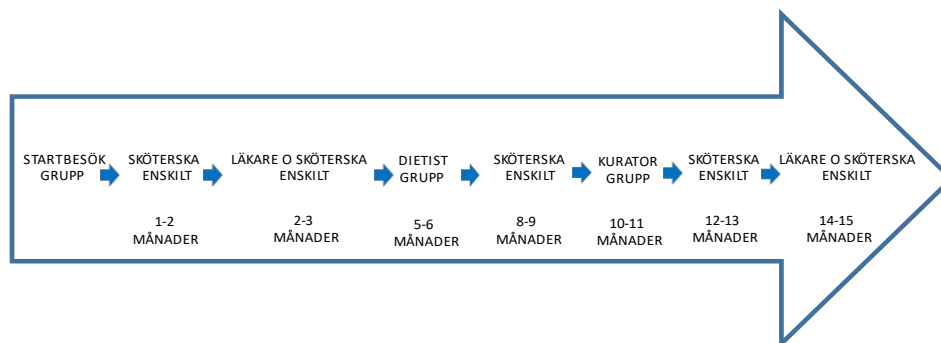 STARTBESÖK
GRUPP
SKÖTERSKA
ENSKILT
1-2
MÅNADER
LÄKARE O SKÖTERSKA
ENSKILT
2-3
MÅNADER
DIETIST
GRUPP
5-6
MÅNADER
SKÖTERSKA
ENSKILT
8-9
MÅNADER
KURATOR
GRUPP
10-11
MÅNADER
SKÖTERSKA
ENSKILT
12-13
MÅNADER
LÄKARE O SKÖTERSKA
ENSKILT
14-15
MÅNADER